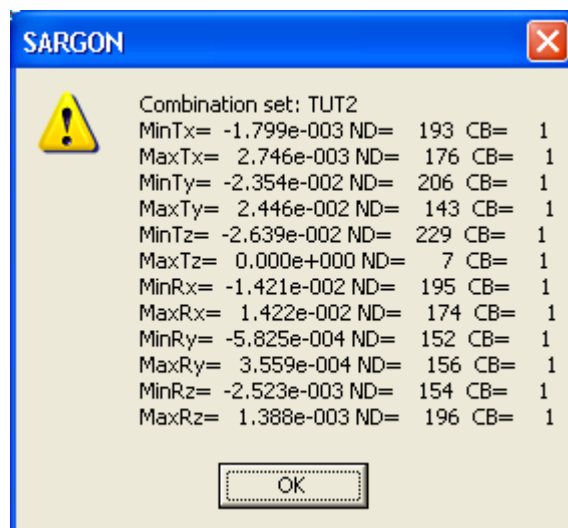 SARGON
Combination set: TUT2
MinTx= -1.799e-003 ND= 193 CB= 1
MaxTx= 2.746e-003 ND= 176 CB= 1
MinTy= -2.354e-002 ND= 206 CB= 1
MaxTy= 2.446e-002 ND= 143 CB= 1
MinTz= -2.639e-002 ND= 229 CB= 1
MaxTz= 0.000e+000 ND= 7 CB= 1
MinRx= -1.421e-002 ND= 195 CB= 1
MaxRx= 1.422e-002 ND= 174 CB= 1
MinRy= -5.825e-004 ND= 152 CB= 1
MaxRy= 3.559e-004 ND= 156 CB= 1
MinRz= -2.523e-003 ND= 154 CB= 1
MaxRz= 1.388e-003 ND= 196 CB= 1
OK